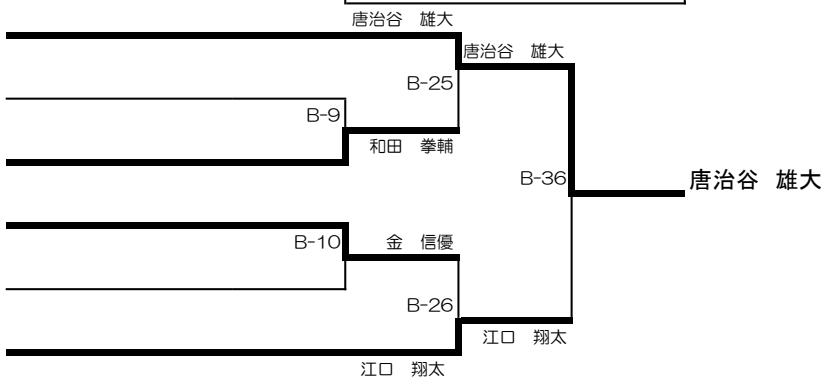 唐治谷　雄大
唐治谷　雄大
B-25
B-9
和田　拳輔
B-36
唐治谷　雄大
B-10
金　信優
B-26
江口　翔太
江口　翔太